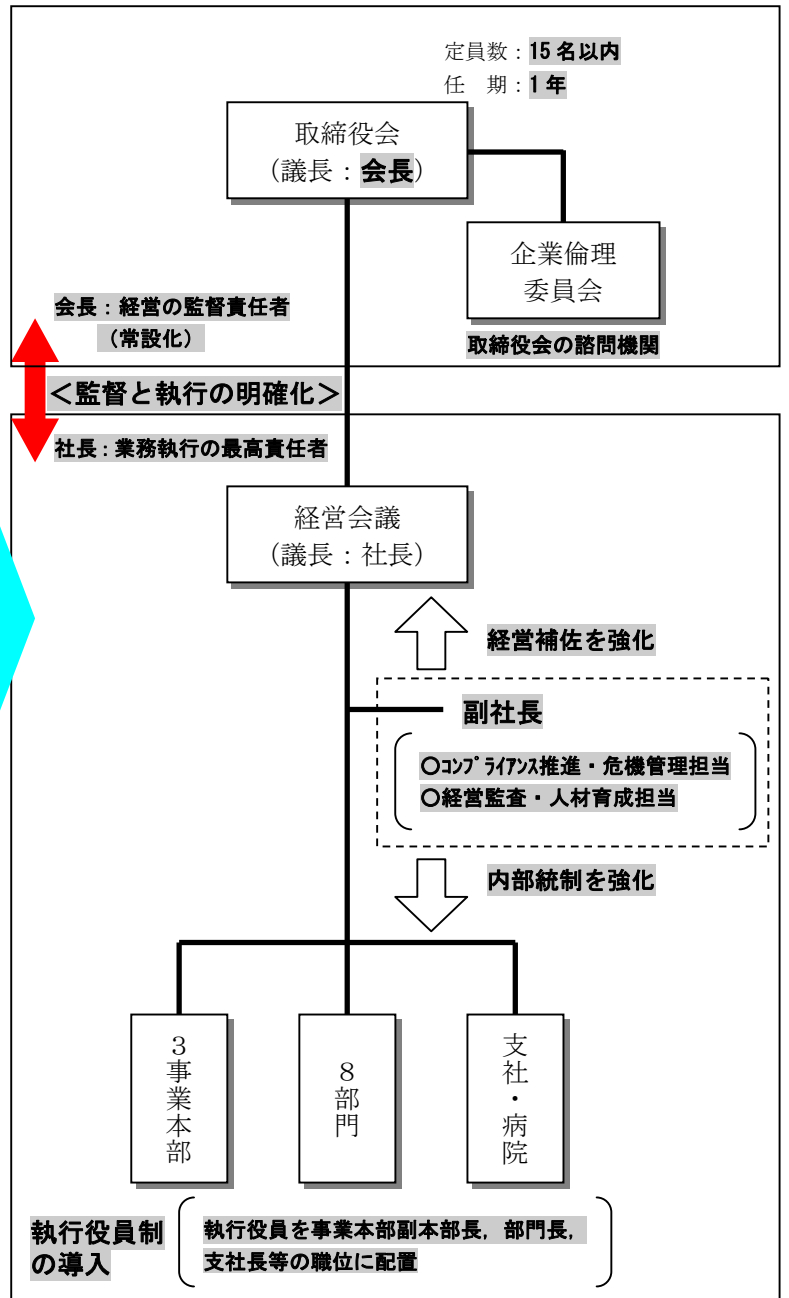 定員数：15名以内
任　期：1年
取締役会
（議長：会長）
企業倫理
委員会
取締役会の諮問機関
会長：経営の監督責任者
（常設化）
＜監督と執行の明確化＞
社長：業務執行の最高責任者
経営会議
（議長：社長）
経営補佐を強化
副社長
○ｺﾝﾌﾟﾗｲｱﾝｽ推進・危機管理担当
○経営監査・人材育成担当
内部統制を強化
３事業本部
８部門
支社・病院
執行役員制
の導入
執行役員を事業本部副本部長，部門長，
支社長等の職位に配置